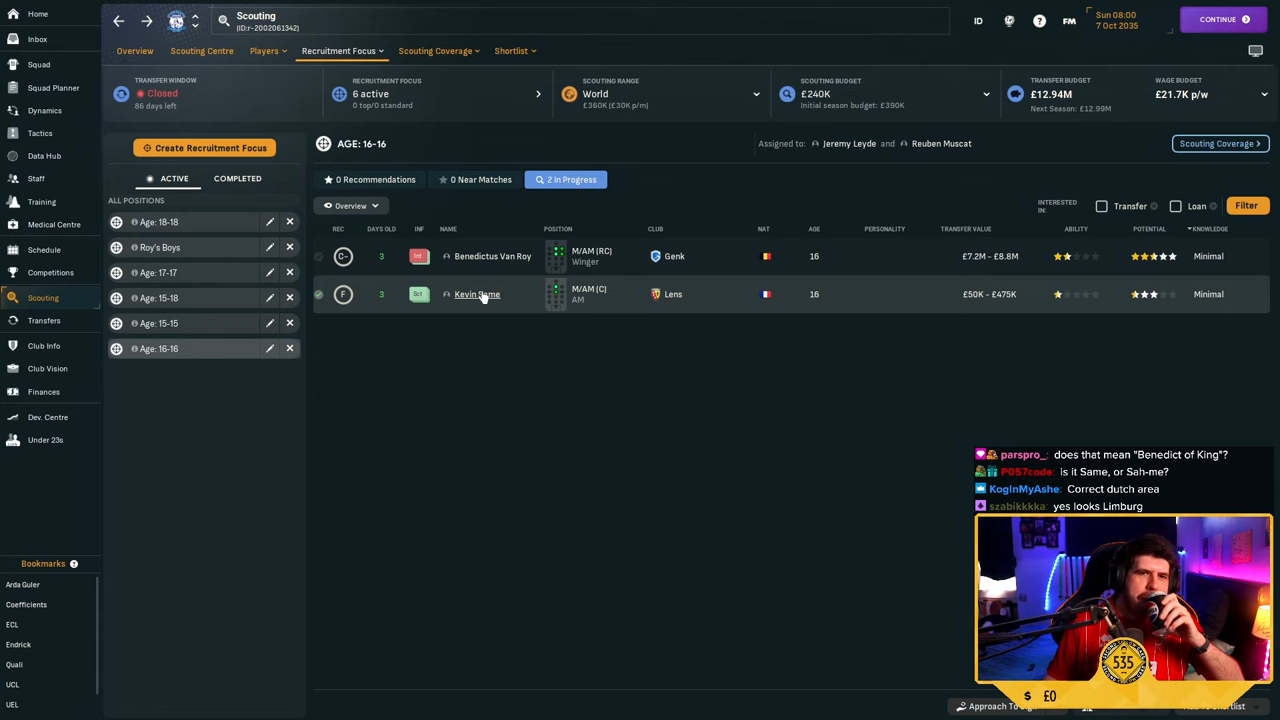 Home
Inbox
Squad
Squad Planner
Dynamics
Tactics
Data Hub
Staff
Training
Medical Centre
Schedule
Competitions
Scouting
Transfers
Club Info
Club Vision
Finances
Dev. Centre
Under 23s
Bookmarks
Arda Guler
Coefficients
ECL
Endrick
Quali
UCL
UEL
Scouting
(ID:r-2002061342)
ID
FM
Sun 08:00
7 Oct 2035
CONTINUE
Overview
Scouting Centre
Players
Recruitment Focus
Scouting Coverage
Shortlist
TRANSFER WINDOW
Closed
86 days left
RECRUITMENT FOCUS
6 active
0 top/0 standard
SCOUTING RANGE
World
£360K (£30K p/m)
SCOUTING BUDGET
£240K
Initial season budget: £390K
TRANSFER BUDGET
£12.94M
Next Season: £12.99M
WAGE BUDGET
£21.7K p/w
Create Recruitment Focus
ACTIVE
COMPLETED
ALL POSITIONS
Age: 18-18
Roy's Boys
Age: 17-17
Age: 15-18
Age: 15-15
Age: 16-16
AGE: 16-16
Assigned to: Jeremy Leyde and Reuben Muscat
Scouting Coverage >
0 Recommendations
0 Near Matches
2 In Progress
Overview
INTERESTED IN:
Transfer
Loan
Filter
REC DAYS OLD INF NAME POSITION CLUB NAT AGE PERSONALITY TRANSFER VALUE ABILITY POTENTIAL KNOWLEDGE
C- 3 Int Benedictus Van Roy M/AM (RC) Genk 16 £7.2M - £8.8M Minimal
Winger
F 3 Sct Kevin Same M/AM (C) Lens 16 £50K - £475K Minimal
AM
parspro_: does that mean "Benedict of King"?
P057code: is it Same, or Sah-me?
KogInMyAshe: Correct dutch area
szabikkkka: yes looks Limburg
535
$ £0
Approach To